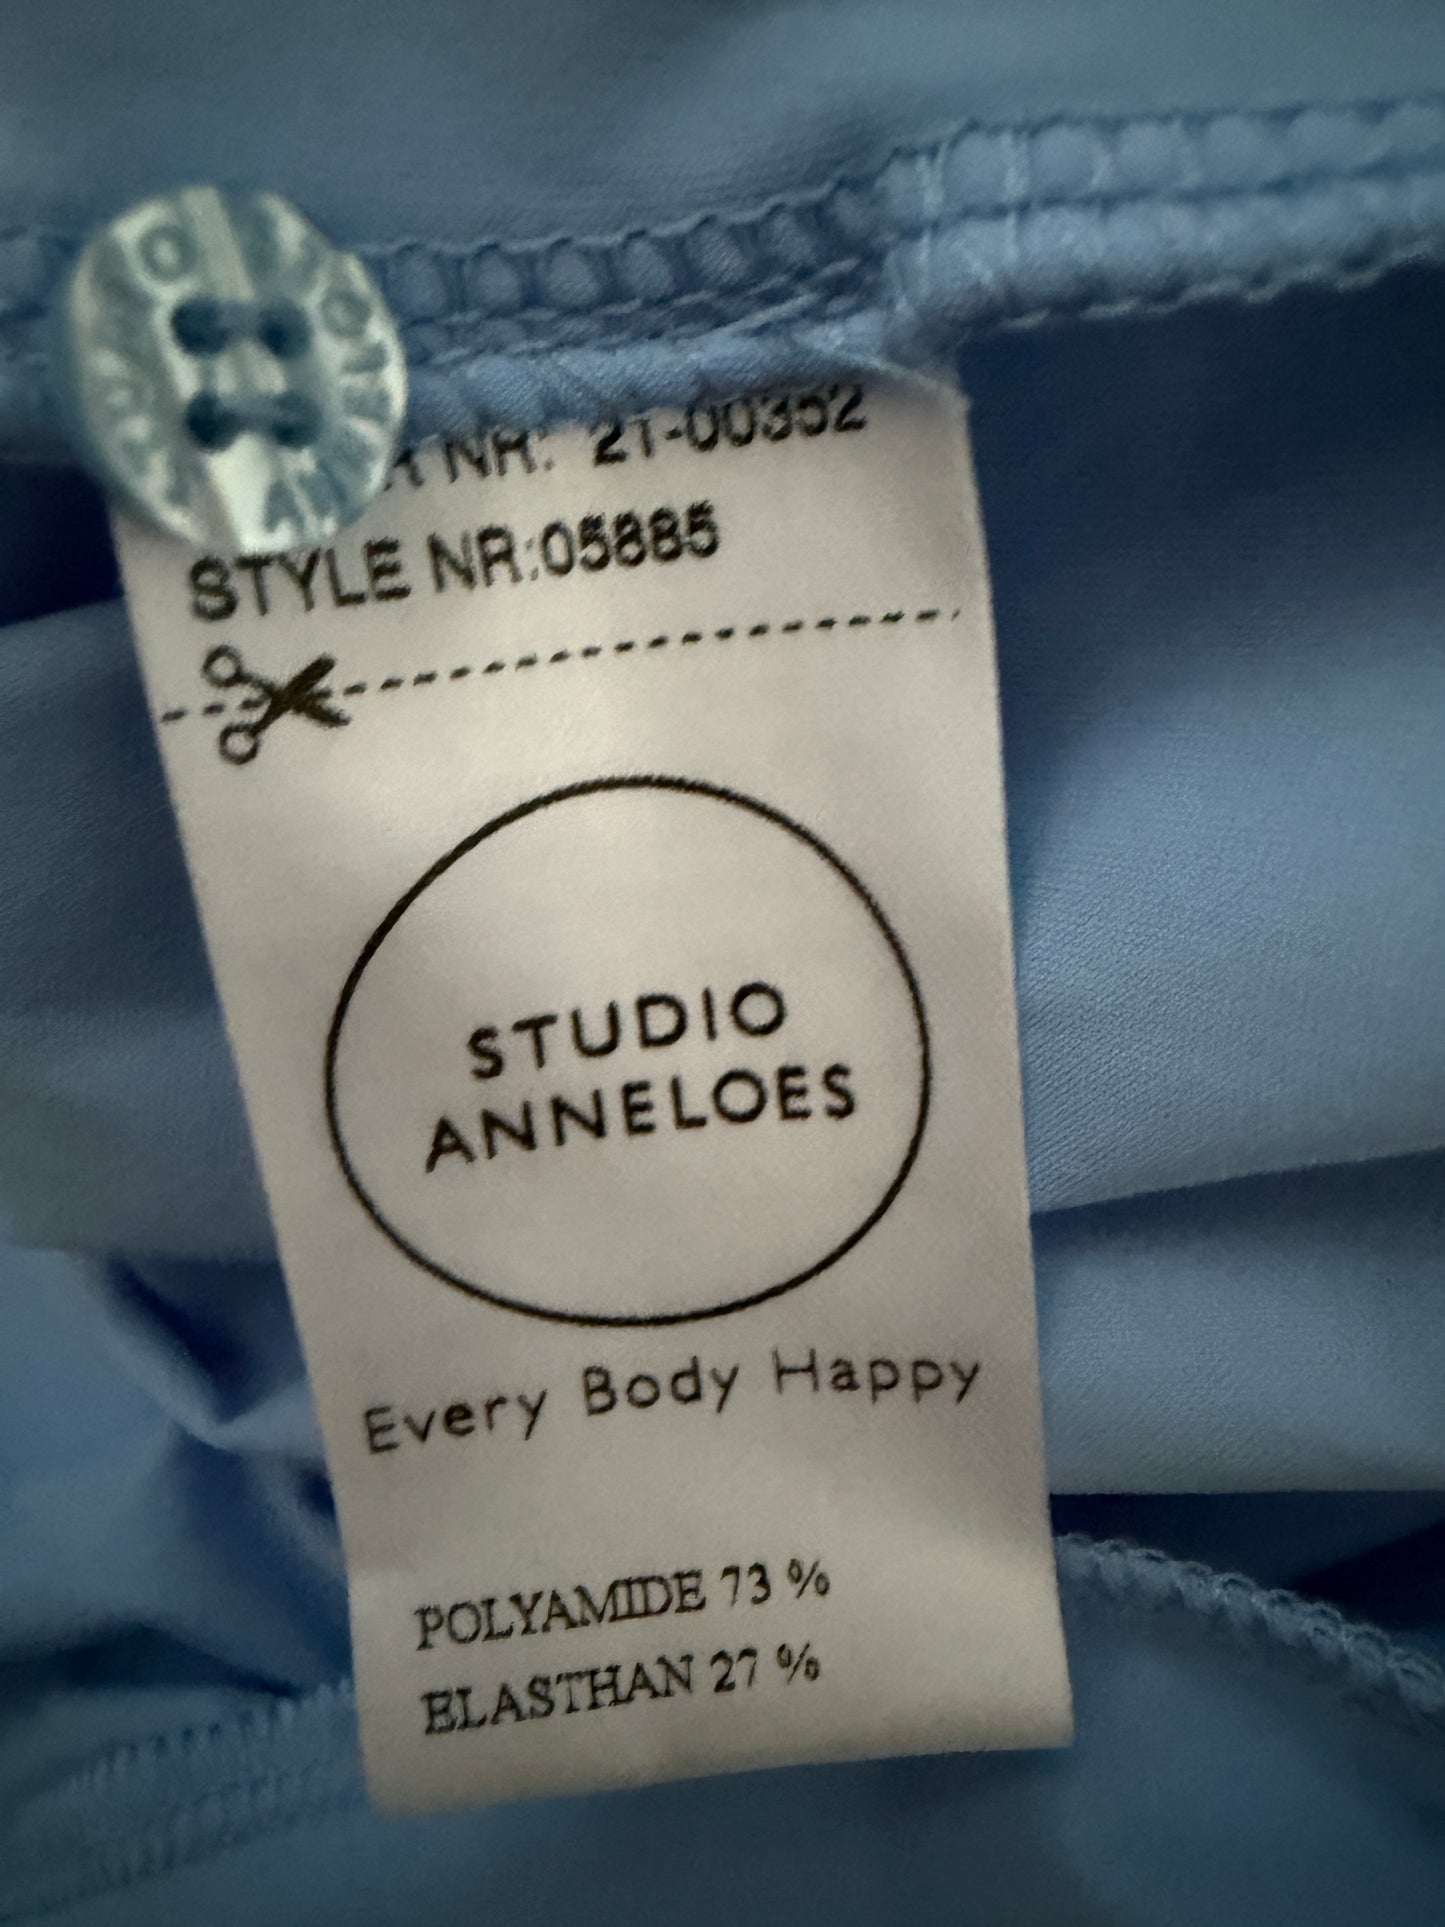 NR: 21-00352
STYLE NR:05885
STUDIO
ANNELOES
Every Body Happy
POLYAMIDE 73 %
ELASTHAN 27 %